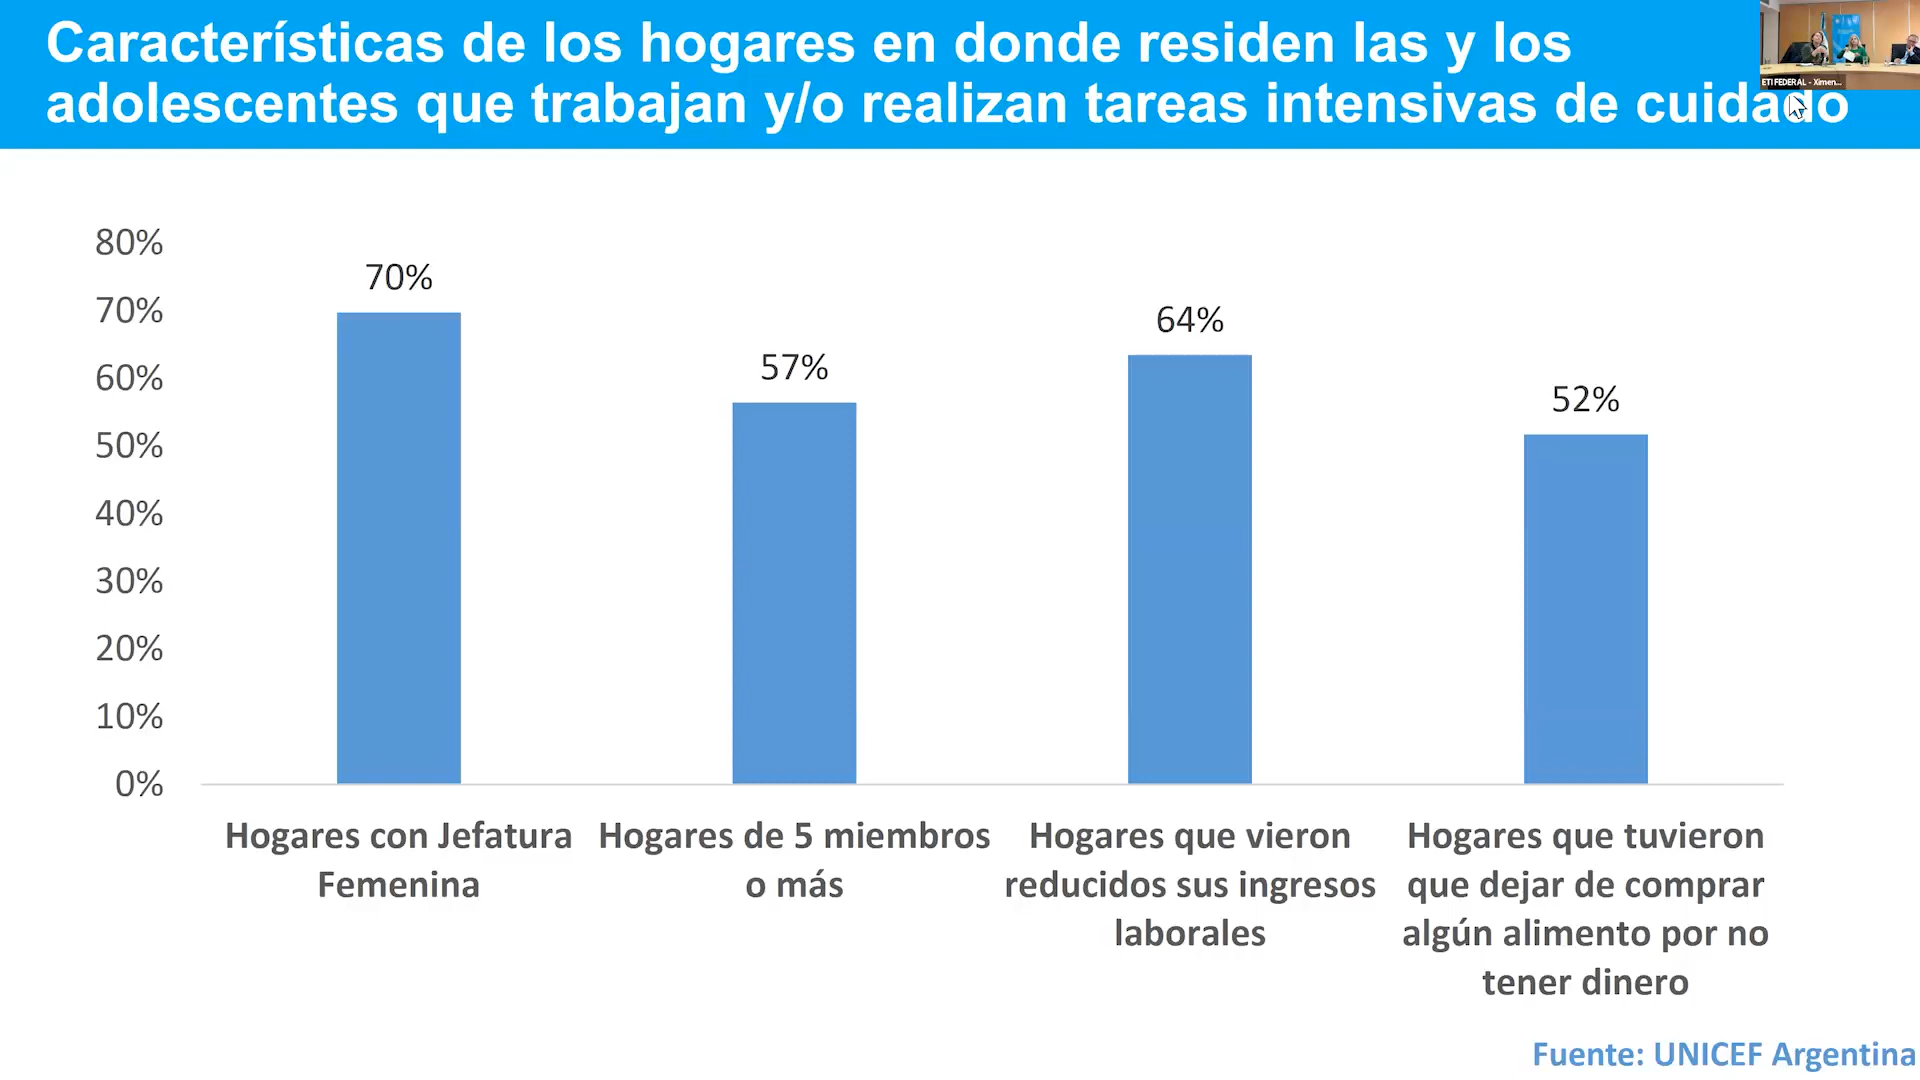 Características de los hogares en donde residen las y los
adolescentes que trabajan y/o realizan tareas intensivas de cuidado
ETI FEDERAL - Ximen...
80%
70%
60%
50%
40%
30%
20%
10%
0%
70%
57%
64%
52%
Hogares con Jefatura
Femenina
Hogares de 5 miembros
o más
Hogares que vieron
reducidos sus ingresos
laborales
Hogares que tuvieron
que dejar de comprar
algún alimento por no
tener dinero
Fuente: UNICEF Argentina